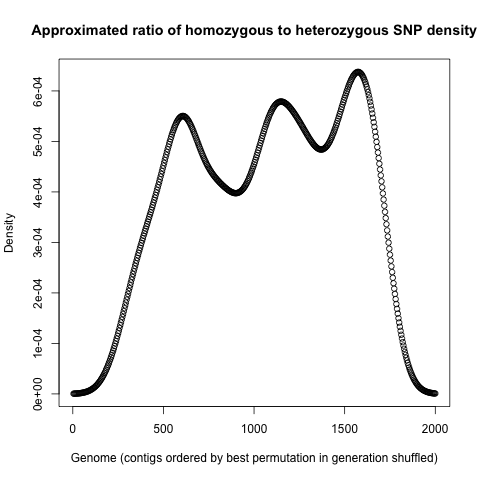 Approximated ratio of homozygous to heterozygous SNP density
6e-04
5e-04
4e-04
3e-04
2e-04
1e-04
0e+00
Density
0 500 1000 1500 2000
Genome (contigs ordered by best permutation in generation shuffled)